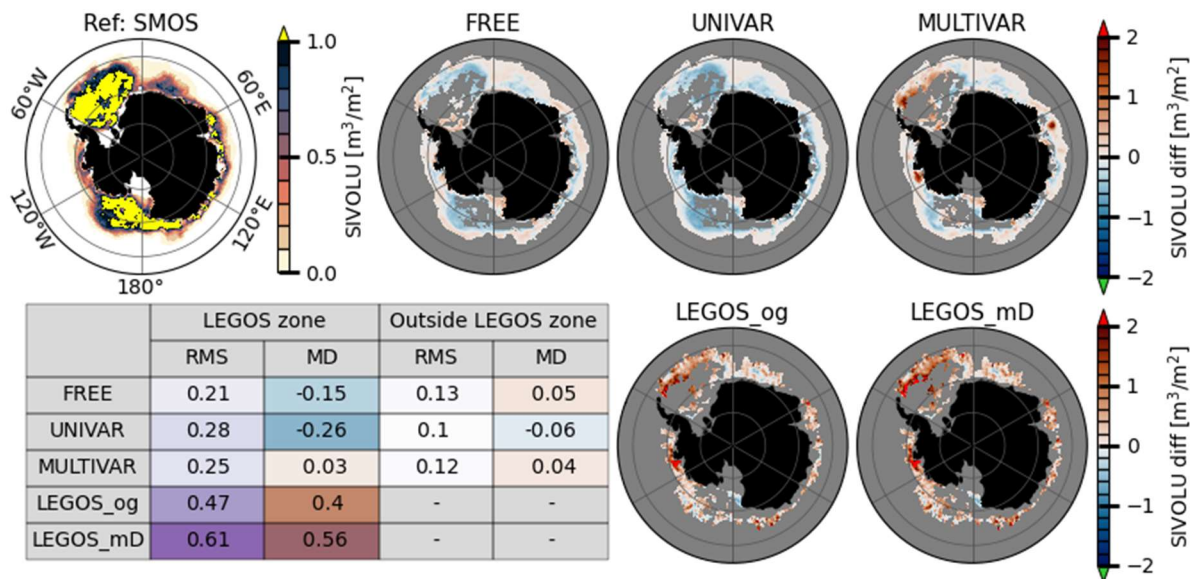 Ref: SMOS
FREE
UNIVAR
MULTIVAR
60°W
60°E
120°W
120°E
180°
1.0
0.5
0.0
SIVOLU [m³/m²]
2
1
0
−1
−2
SIVOLU diff [m³/m²]
LEGOS zone Outside LEGOS zone
RMS MD RMS MD
FREE 0.21 -0.15 0.13 0.05
UNIVAR 0.28 -0.26 0.1 -0.06
MULTIVAR 0.25 0.03 0.12 0.04
LEGOS_og 0.47 0.4 - -
LEGOS_mD 0.61 0.56 - -
LEGOS_og
LEGOS_mD
2
1
0
−1
−2
SIVOLU diff [m³/m²]